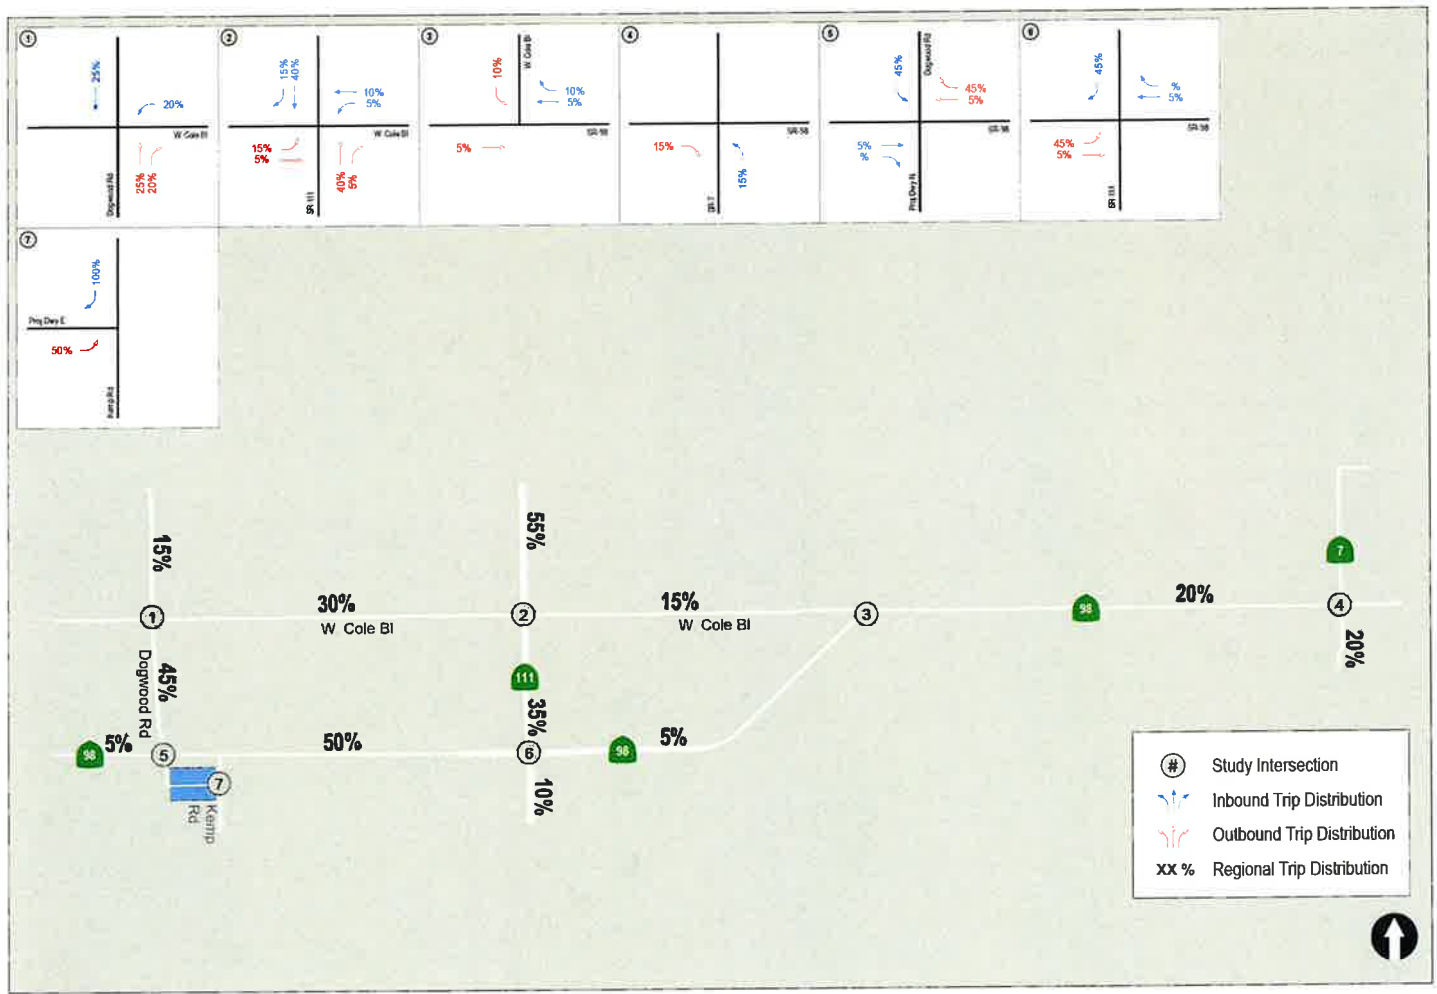 1
25%
20%
W. Cole Bl
25%
20%
Dogwood Rd
2
15%
40%
10%
5%
W. Cole Bl
15%
5%
40%
5%
SR-111
3
W. Cole Bl
10%
10%
5%
SR-98
5%
4
SR-98
15%
15%
SR-7
5
Dogwood Rd
45%
45%
5%
SR-98
5%
%
Proj Dwy N
6
45%
%
5%
SR-98
45%
5%
SR-111
7
100%
Proj Dwy E
50%
Kemp Rd
15%
55%
1
30%
W. Cole Bl
2
15%
W. Cole Bl
3
98
20%
7
4
20%
Dogwood Rd
45%
111
35%
98
5%
5
50%
6
98
5%
10%
7
Kemp
Rd
# Study Intersection
Inbound Trip Distribution
Outbound Trip Distribution
XX % Regional Trip Distribution